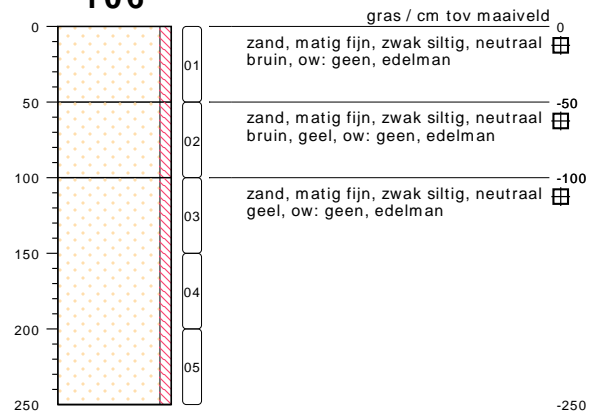 106
gras / cm tov maaiveld
0
0
zand, matig fijn, zwak siltig, neutraal
bruin, ow: geen, edelman
01
50
-50
zand, matig fijn, zwak siltig, neutraal
bruin, geel, ow: geen, edelman
02
100
-100
zand, matig fijn, zwak siltig, neutraal
geel, ow: geen, edelman
03
150
04
200
05
250
-250